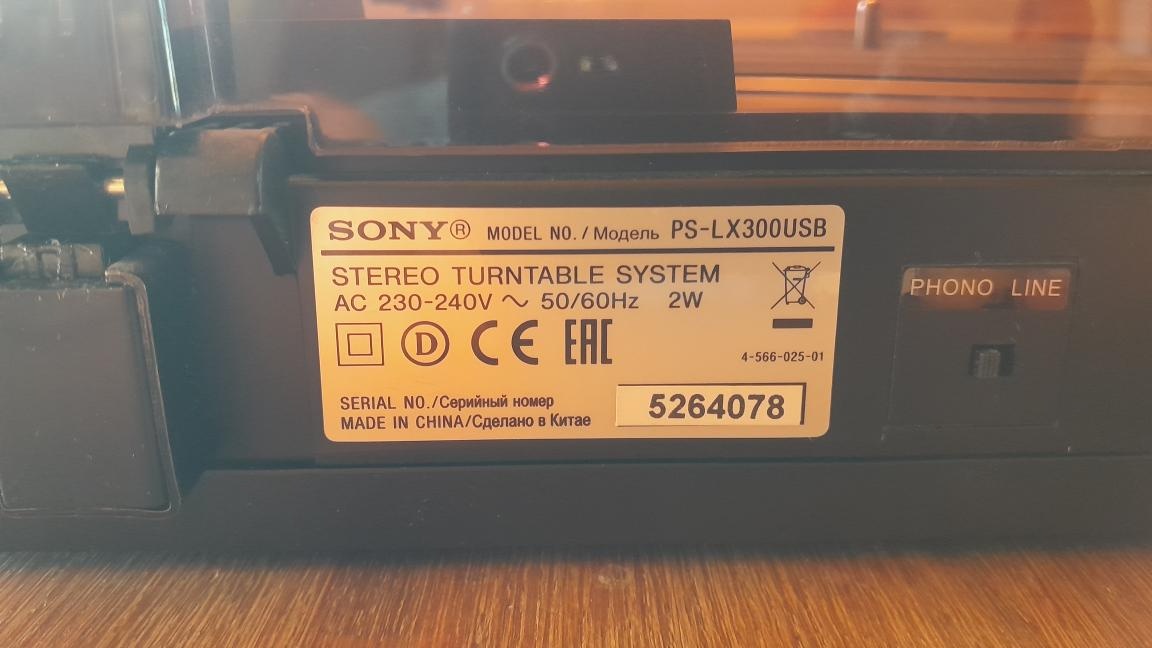 SONY® MODEL NO. / Модель PS-LX300USB
STEREO TURNTABLE SYSTEM
AC 230-240V ~ 50/60Hz 2W
D CE EAC
4-566-025-01
SERIAL NO./Серийный номер 5264078
MADE IN CHINA/Сделано в Китае
PHONO LINE